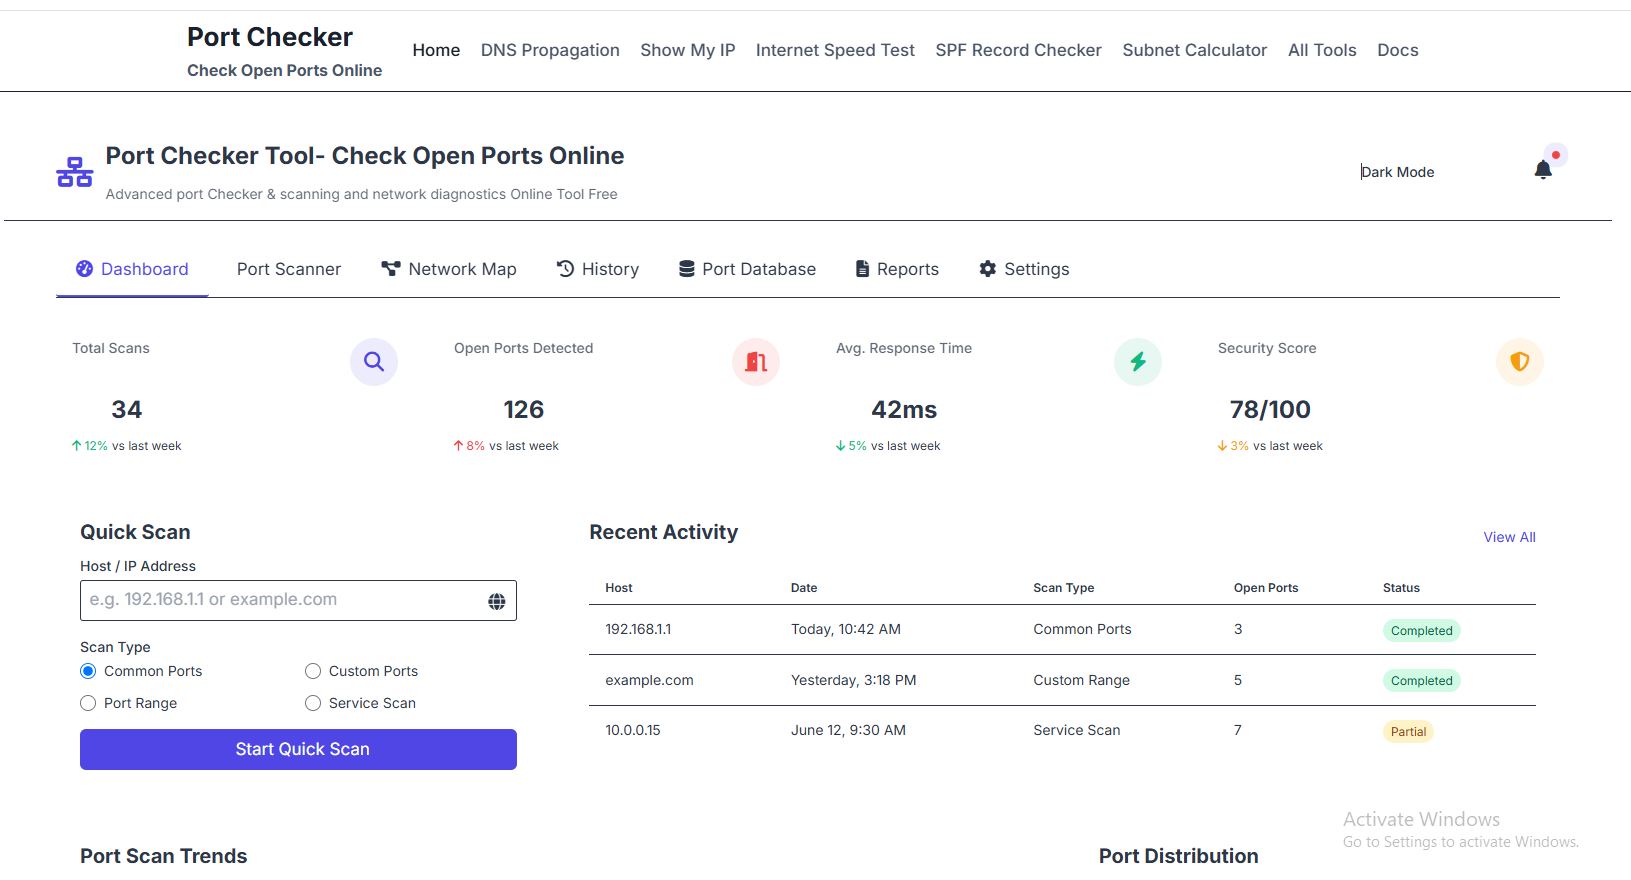 Port Checker
Check Open Ports Online
Home DNS Propagation Show My IP Internet Speed Test SPF Record Checker Subnet Calculator All Tools Docs
Port Checker Tool- Check Open Ports Online
Advanced port Checker & scanning and network diagnostics Online Tool Free
Dark Mode
Dashboard Port Scanner Network Map History Port Database Reports Settings
Total Scans
34
12% vs last week
Open Ports Detected
126
8% vs last week
Avg. Response Time
42ms
5% vs last week
Security Score
78/100
3% vs last week
Quick Scan
Host / IP Address
e.g. 192.168.1.1 or example.com
Scan Type
Common Ports Custom Ports
Port Range Service Scan
Start Quick Scan
Recent Activity
View All
Host Date Scan Type Open Ports Status
192.168.1.1 Today, 10:42 AM Common Ports 3 Completed
example.com Yesterday, 3:18 PM Custom Range 5 Completed
10.0.0.15 June 12, 9:30 AM Service Scan 7 Partial
Activate Windows
Go to Settings to activate Windows.
Port Scan Trends
Port Distribution